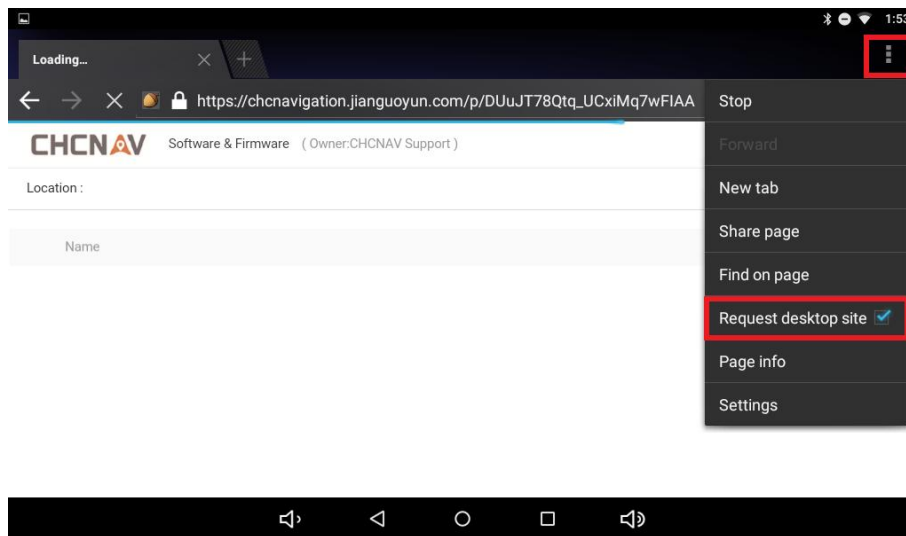 1:53
Loading...
https://chcnavigation.jianguoyun.com/p/DUuJT78Qtq_UCxiMq7wFIAA
Stop
CHCNAV Software & Firmware ( Owner:CHCNAV Support )
Forward
Location :
New tab
Share page
Name
Find on page
Request desktop site
Page info
Settings